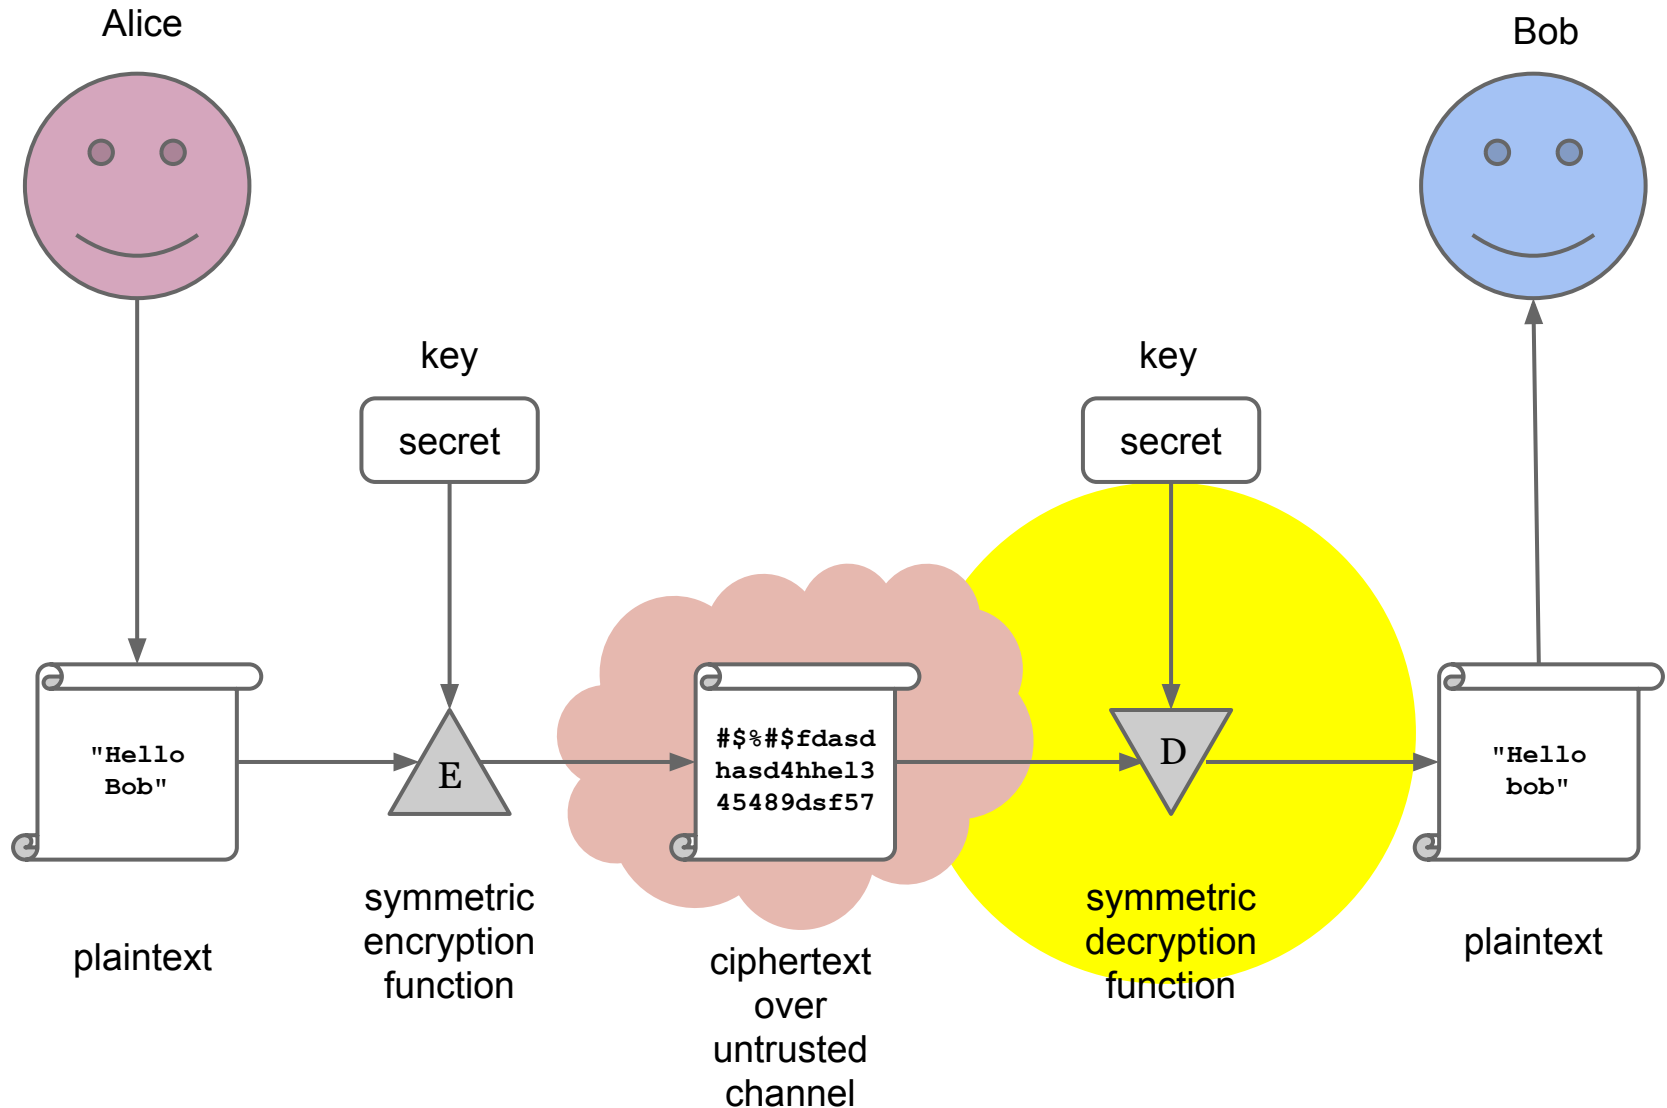 Alice
Bob
key
secret
key
secret
"Hello
Bob"
E
#$%#$fdasd
hasd4hhel3
45489dsf57
D
"Hello
bob"
plaintext
symmetric
encryption
function
ciphertext
over
untrusted
channel
symmetric
decryption
function
plaintext